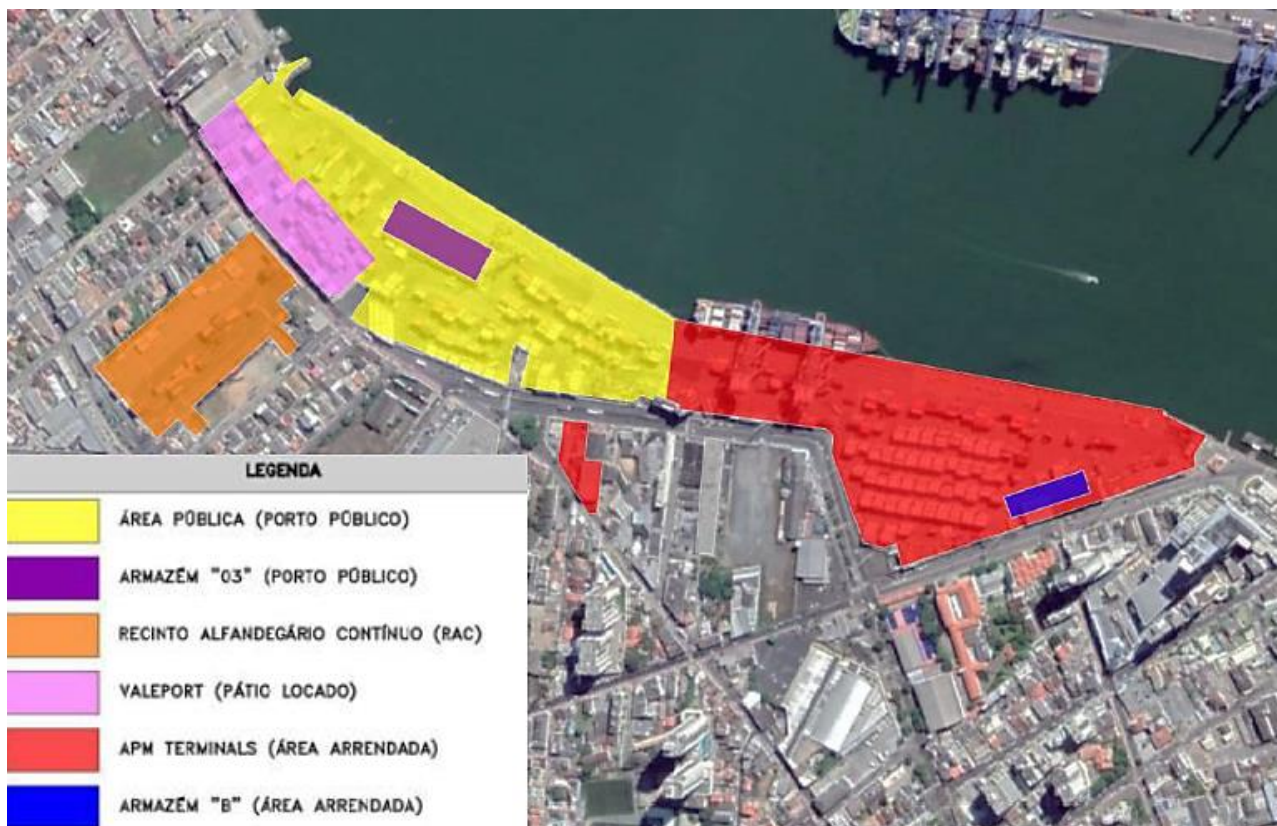 LEGENDA
ÁREA PÚBLICA (PORTO PÚBLICO)
ARMAZÉM "03" (PORTO PÚBLICO)
RECINTO ALFANDEGÁRIO CONTÍNUO (RAC)
VALEPORT (PÁTIO LOCADO)
APM TERMINALS (ÁREA ARRENDADA)
ARMAZÉM "B" (ÁREA ARRENDADA)